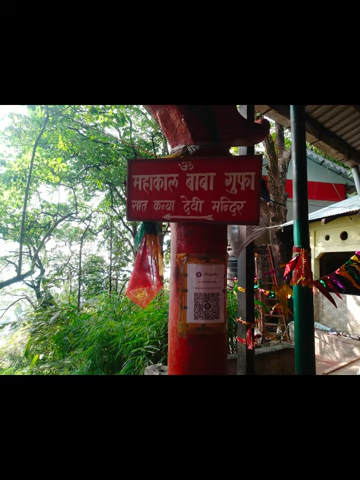 ॐ
महाकाल बाबा गुफा
सात कन्या देवी मन्दिर